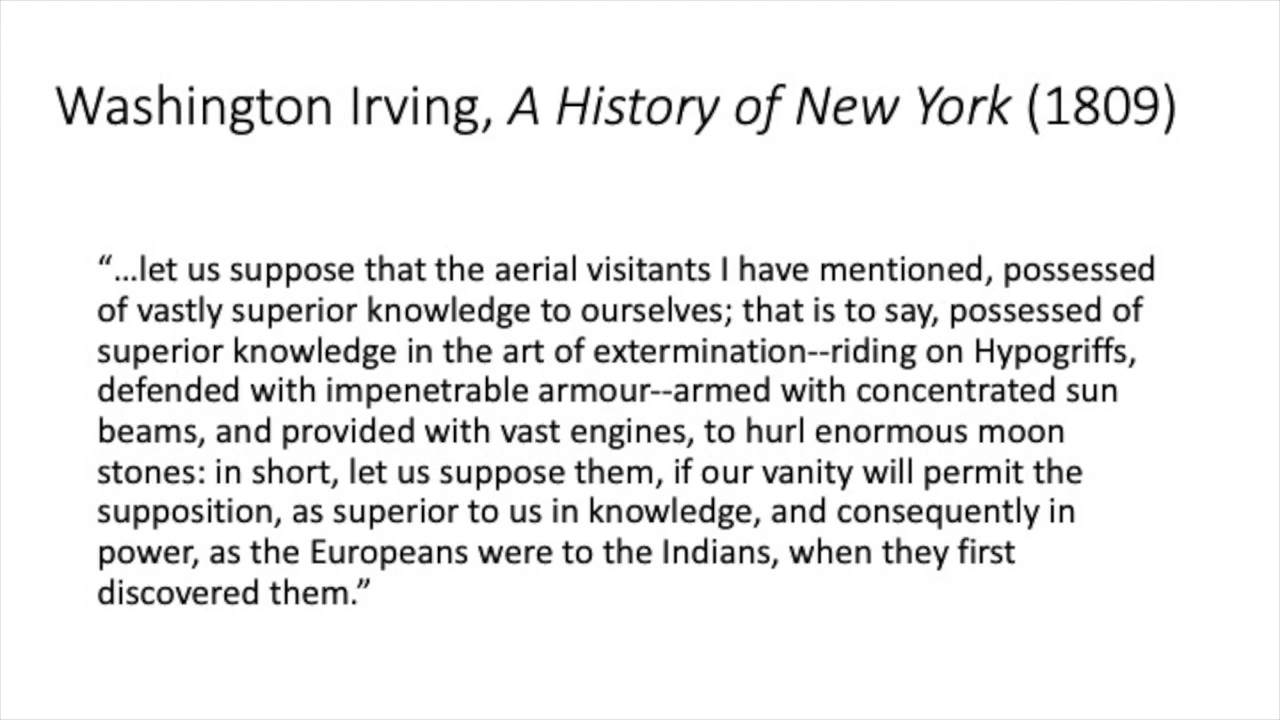 Washington Irving, A History of New York (1809)
“…let us suppose that the aerial visitants I have mentioned, possessed
of vastly superior knowledge to ourselves; that is to say, possessed of
superior knowledge in the art of extermination--riding on Hypogriffs,
defended with impenetrable armour--armed with concentrated sun
beams, and provided with vast engines, to hurl enormous moon
stones: in short, let us suppose them, if our vanity will permit the
supposition, as superior to us in knowledge, and consequently in
power, as the Europeans were to the Indians, when they first
discovered them.”